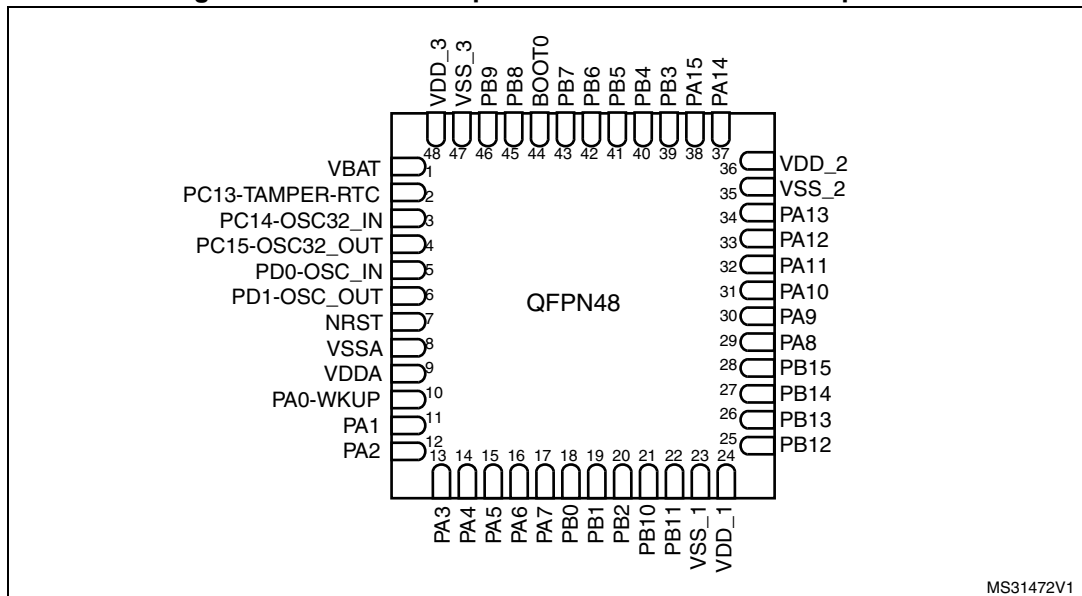 VDD_3
VSS_3
PB9
PB8
BOOT0
PB7
PB6
PB5
PB4
PB3
PA15
PA14
48 47 46 45 44 43 42 41 40 39 38 37
VBAT 1
PC13-TAMPER-RTC 2
PC14-OSC32_IN 3
PC15-OSC32_OUT 4
PD0-OSC_IN 5
PD1-OSC_OUT 6
NRST 7
VSSA 8
VDDA 9
PA0-WKUP 10
PA1 11
PA2 12
QFPN48
36 VDD_2
35 VSS_2
34 PA13
33 PA12
32 PA11
31 PA10
30 PA9
29 PA8
28 PB15
27 PB14
26 PB13
25 PB12
13 14 15 16 17 18 19 20 21 22 23 24
PA3
PA4
PA5
PA6
PA7
PB0
PB1
PB2
PB10
PB11
VSS_1
VDD_1
MS31472V1